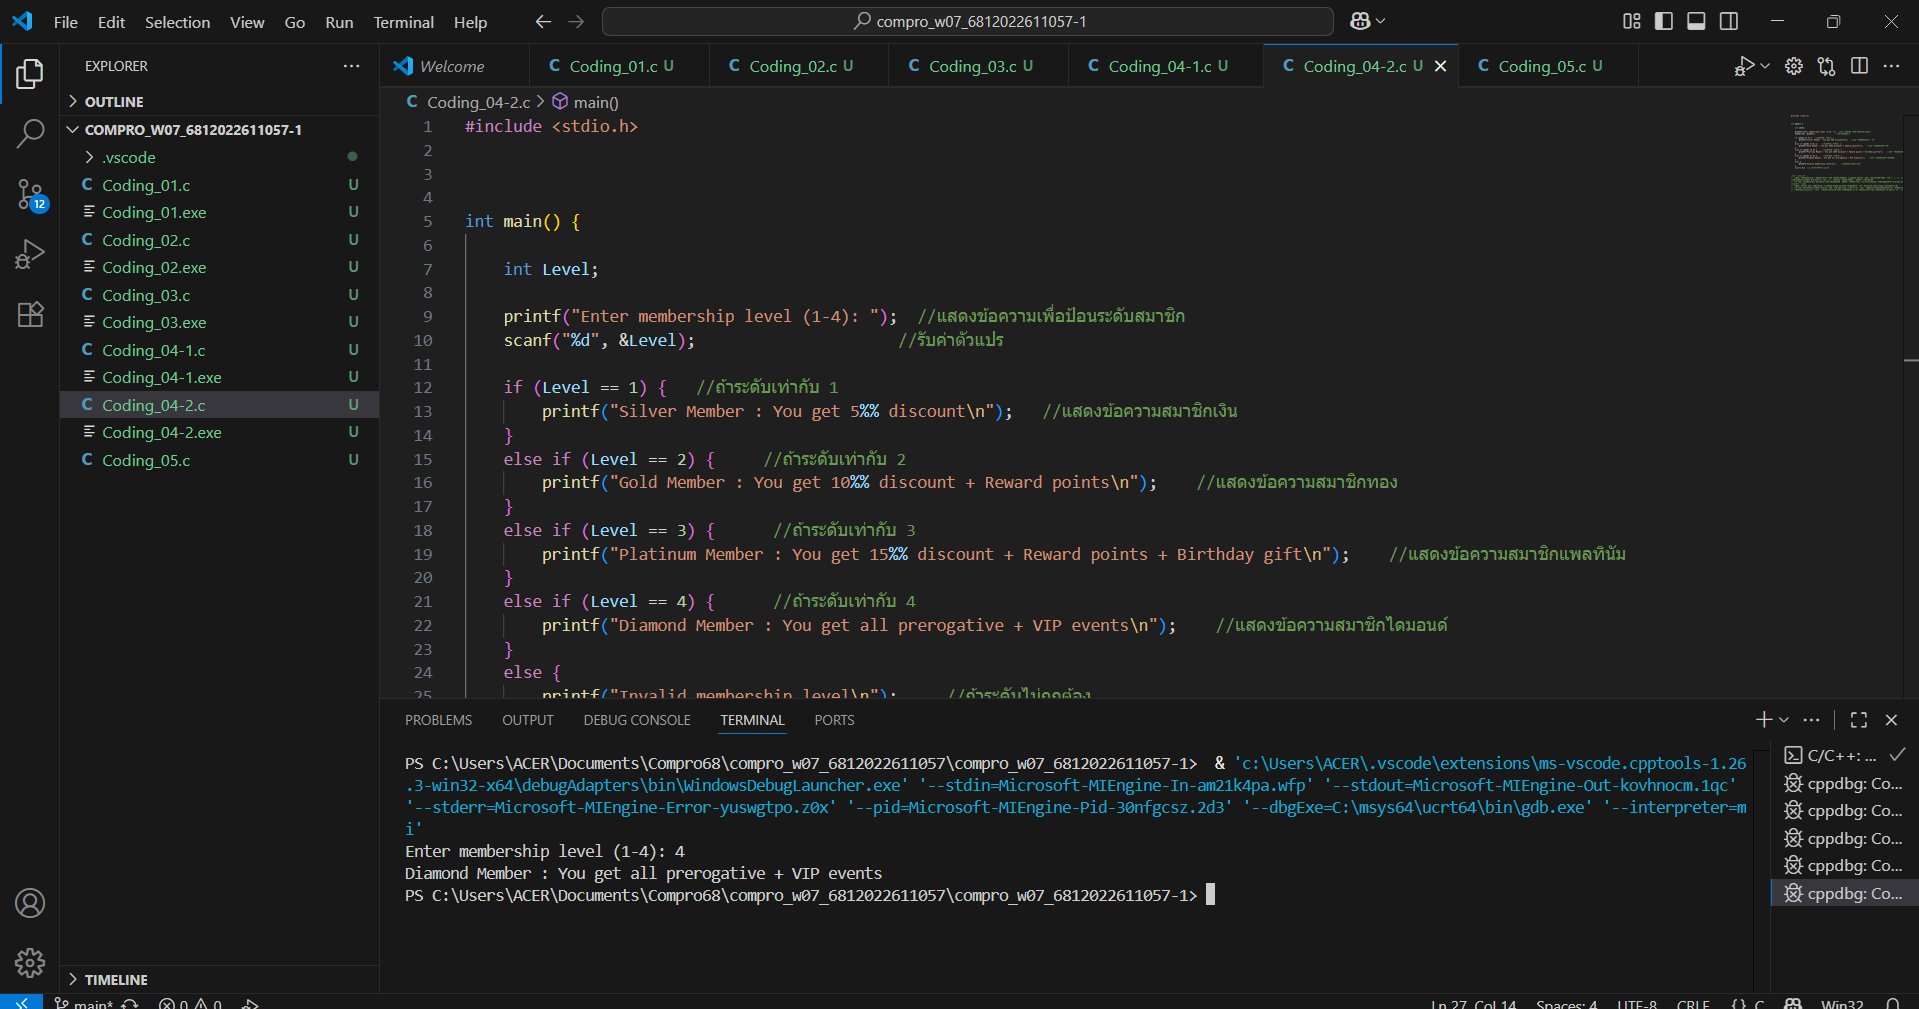 File Edit Selection View Go Run Terminal Help
compro_w07_6812022611057-1
EXPLORER
OUTLINE
COMPRO_W07_6812022611057-1
.vscode
Coding_01.c U
Coding_01.exe U
Coding_02.c U
Coding_02.exe U
Coding_03.c U
Coding_03.exe U
Coding_04-1.c U
Coding_04-1.exe U
Coding_04-2.c U
Coding_04-2.exe U
Coding_05.c U
12
TIMELINE
Welcome C Coding_01.c U C Coding_02.c U C Coding_03.c U C Coding_04-1.c U C Coding_04-2.c U C Coding_05.c U
C Coding_04-2.c > main()
1 #include <stdio.h>
2
3
4
5 int main() {
6
7 int Level;
8
9 printf("Enter membership level (1-4): "); //แสดงข้อความเพื่อป้อนระดับสมาชิก
10 scanf("%d", &Level); //รับค่าตัวแปร
11
12 if (Level == 1) { //ถ้าระดับเท่ากับ 1
13 printf("Silver Member : You get 5%% discount\n"); //แสดงข้อความสมาชิกเงิน
14 }
15 else if (Level == 2) { //ถ้าระดับเท่ากับ 2
16 printf("Gold Member : You get 10%% discount + Reward points\n"); //แสดงข้อความสมาชิกทอง
17 }
18 else if (Level == 3) { //ถ้าระดับเท่ากับ 3
19 printf("Platinum Member : You get 15%% discount + Reward points + Birthday gift\n"); //แสดงข้อความสมาชิกแพลทินัม
20 }
21 else if (Level == 4) { //ถ้าระดับเท่ากับ 4
22 printf("Diamond Member : You get all prerogative + VIP events\n"); //แสดงข้อความสมาชิกไดมอนด์
23 }
24 else {
25 printf("Invalid membership level\n"); //ถ้าระดับไม่ถูกต้อง
PROBLEMS OUTPUT DEBUG CONSOLE TERMINAL PORTS
PS C:\Users\ACER\Documents\Compro68\compro_w07_6812022611057\compro_w07_6812022611057-1> & 'c:\Users\ACER\.vscode\extensions\ms-vscode.cpptools-1.26
.3-win32-x64\debugAdapters\bin\WindowsDebugLauncher.exe' '--stdin=Microsoft-MIEngine-In-am21k4pa.wfp' '--stdout=Microsoft-MIEngine-Out-kovhnocm.1qc'
'--stderr=Microsoft-MIEngine-Error-yuswgtpo.z0x' '--pid=Microsoft-MIEngine-Pid-30nfgcsz.2d3' '--dbgExe=C:\msys64\ucrt64\bin\gdb.exe' '--interpreter=m
i'
Enter membership level (1-4): 4
Diamond Member : You get all prerogative + VIP events
PS C:\Users\ACER\Documents\Compro68\compro_w07_6812022611057\compro_w07_6812022611057-1>
C/C++: ...
cppdbg: Co...
cppdbg: Co...
cppdbg: Co...
cppdbg: Co...
cppdbg: Co...
main* 0 0
Ln 27, Col 14 Spaces: 4 UTF-8 CRLF {} C Win32